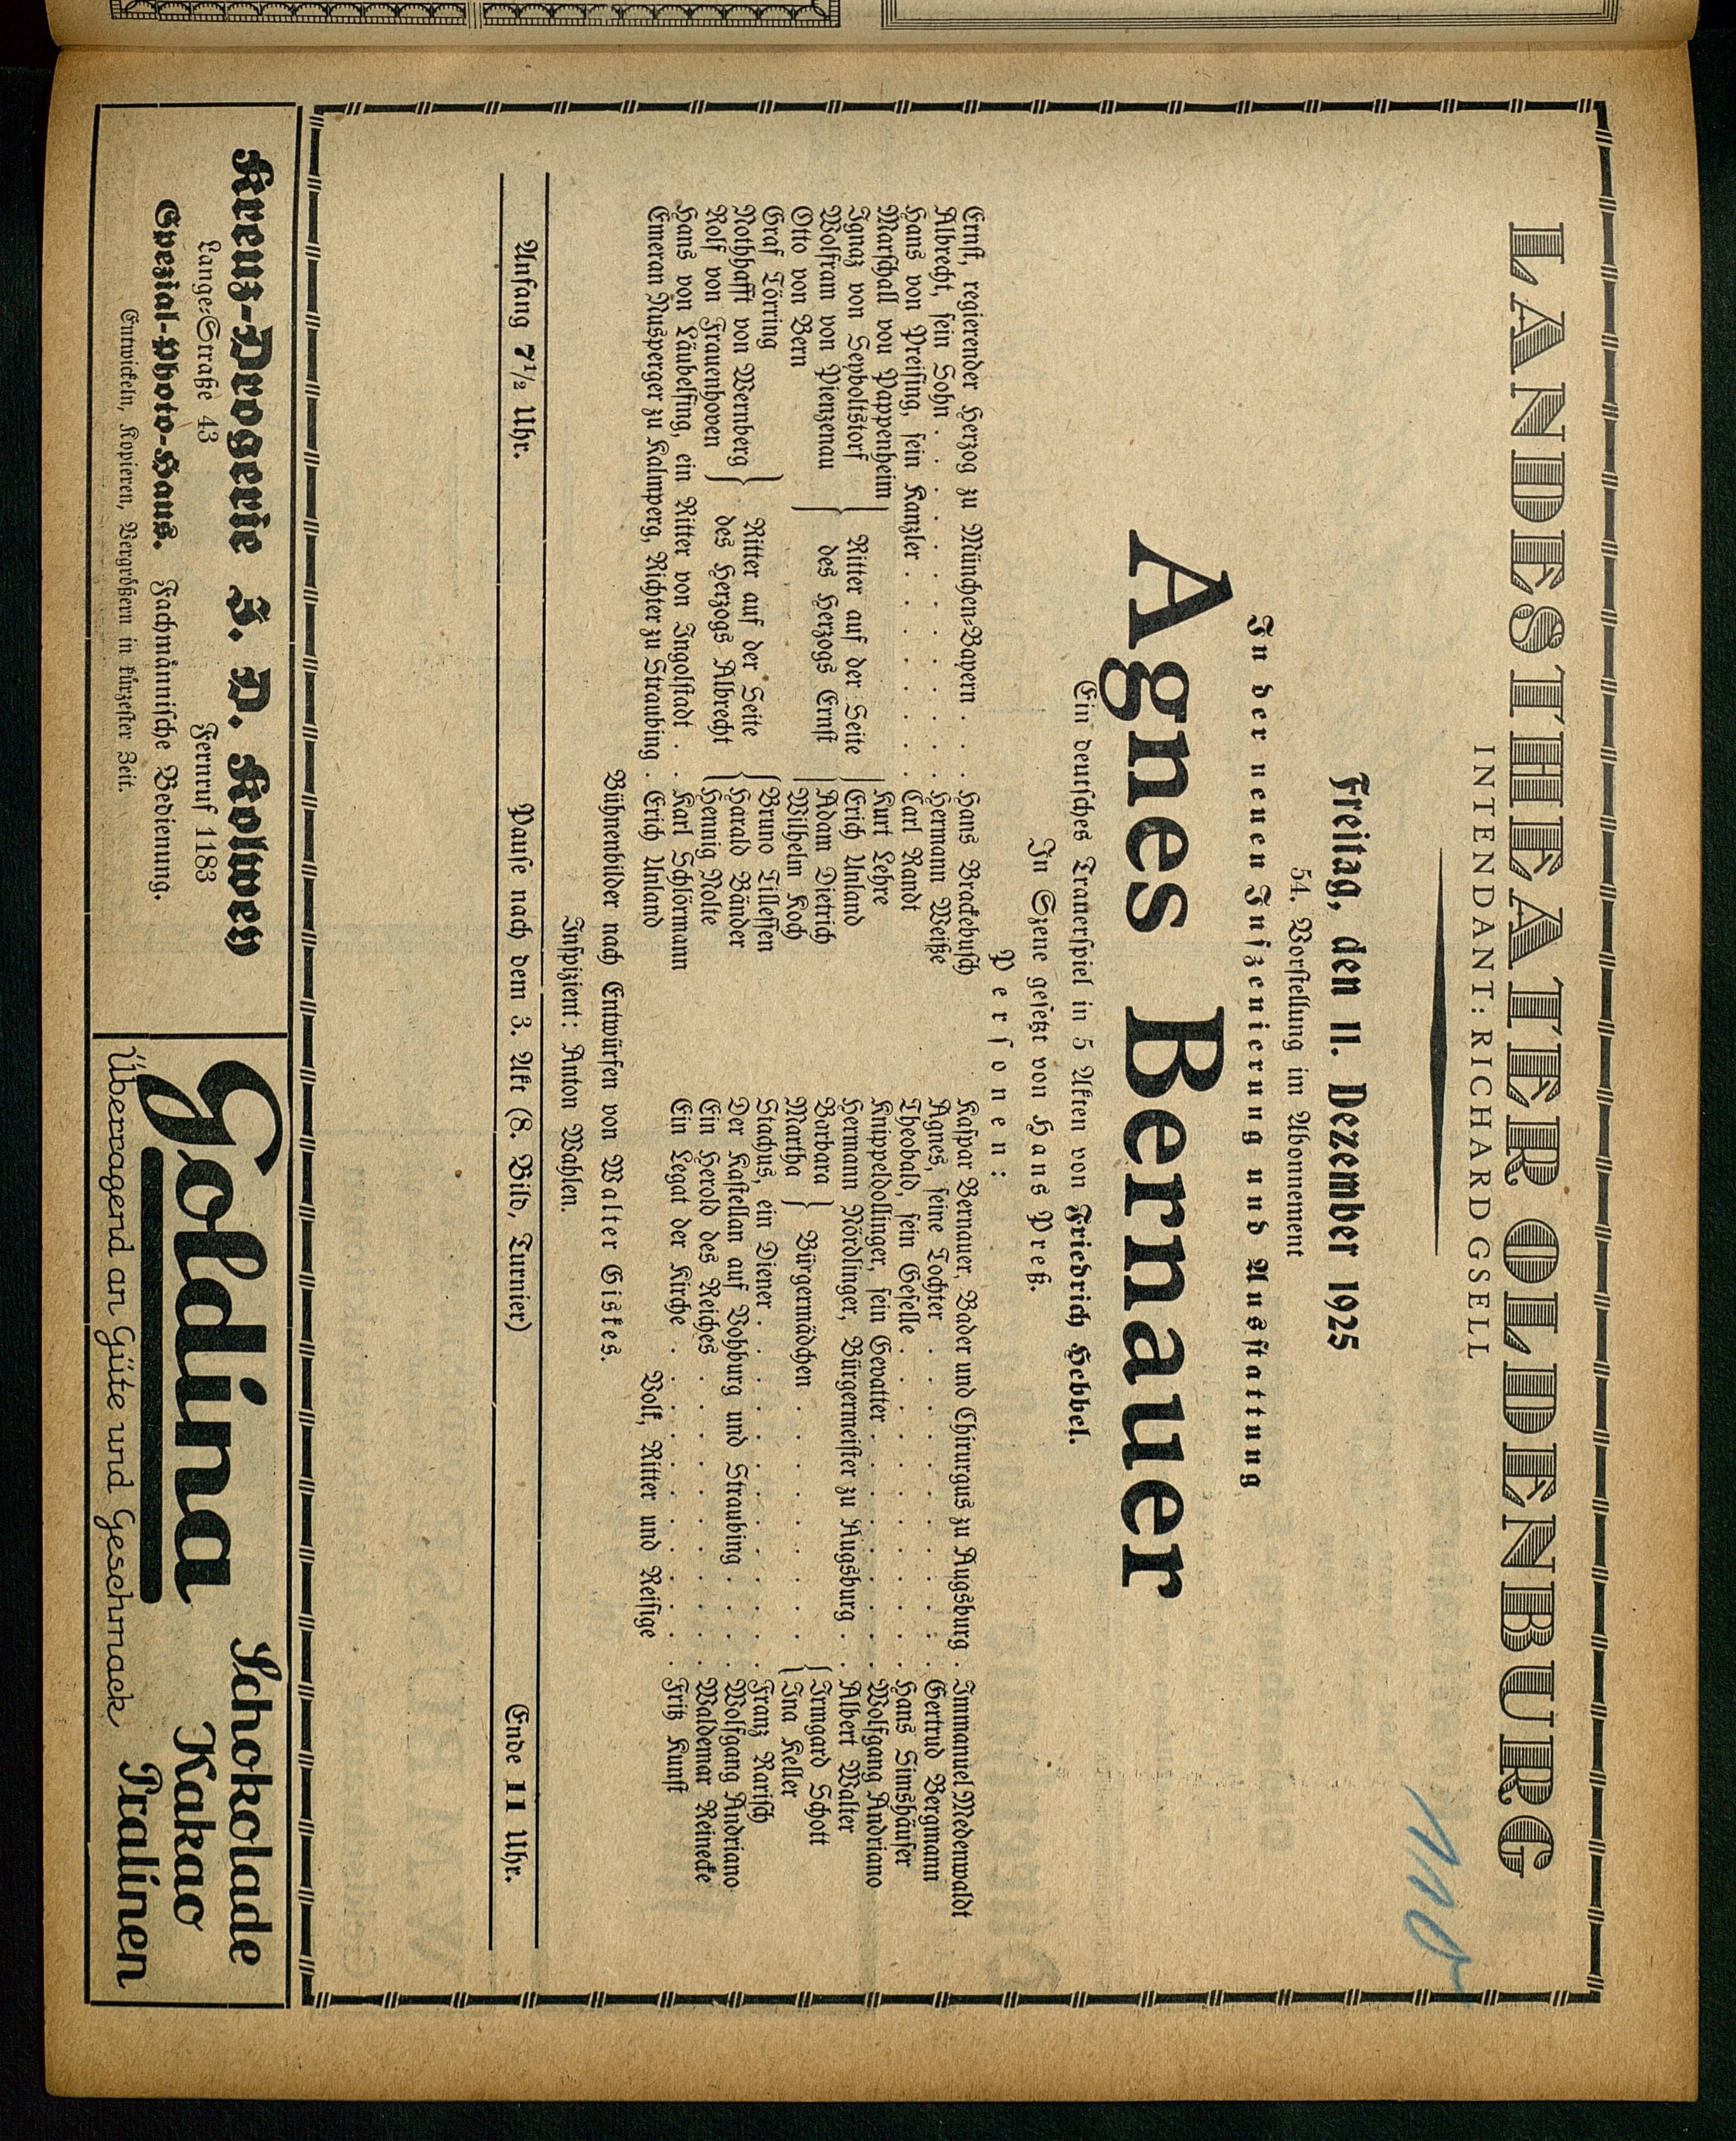 LANDESTHEATER OLDENBURG
INTENDANT: RICHARD GSELL
110
Freitag, den 11. Dezember 1925
54. Vorstellung im Abonnement
In der neuen Inszenierung und Ausstattung
Agnes Bernauer
Ein deutsches Trauerspiel in 5 Akten von Friedrich Hebbel.
In Szene gesetzt von Hans Preß.
Personen:
Ernst, regierender Herzog zu München-Bayern . . Hans Brackebusch
Albrecht, sein Sohn . . . . . . . . . . Hermann Weiße
Hans von Preising, sein Kanzler . . . . . . . Carl Randt
Marschall von Pappenheim } Ritter auf der Seite des Herzogs Ernst { Kurt Lehre
Ignaz von Seyboltstorf { Erich Unland
Wolfram von Pienzenau { Adam Dietrich
Otto von Bern { Wilhelm Koch
Graf Törring } Ritter auf der Seite des Herzogs Albrecht { Bruno Tillessen
Nothhafft von Wernberg { Harald Bänder
Rolf von Frauenhoven { Hennig Nolte
Hans von Läubelfing, ein Ritter von Ingolstadt . . Karl Schlörmann
Emeran Nusperger zu Kalmperg, Richter zu Straubing . Erich Unland
Kaspar Bernauer, Bader und Chirurgus zu Augsburg . Immanuel Medenwaldt
Agnes, seine Tochter . . . . . . . . . . Gertrud Bergmann
Theobald, sein Geselle . . . . . . . . . . Hans Simshäuser
Knippeldollinger, sein Gevatter . . . . . . . Wolfgang Andriano
Hermann Nördlinger, Bürgermeister zu Augsburg . . Albert Walter
Barbara } Bürgermädchen . . . . . . . { Irmgard Schott
Martha { Ina Keller
Stachus, ein Diener . . . . . . . . . . Franz Rarisch
Der Kastellan auf Vohburg und Straubing . . . . Wolfgang Andriano
Ein Herold des Reiches . . . . . . . . . Waldemar Reinecke
Ein Legat der Kirche . . . . . . . . . . Fritz Kunst
Volk, Ritter und Reisige
Bühnenbilder nach Entwürfen von Walter Giskes.
Inspizient: Anton Wahlen.
Anfang 7 1/2 Uhr. Pause nach dem 3. Akt (8. Bild, Turnier) Ende 11 Uhr.
Kreuz-Drogerie J. D. Kolwey
Lange-Straße 43 Fernruf 1183
Spezial-Photo-Haus. Fachmännische Bedienung.
Entwickeln, Kopieren, Vergrößern in kürzester Zeit.
Goldina
Schokolade
Kakao
Pralinen
Überragend an Güte und Geschmack